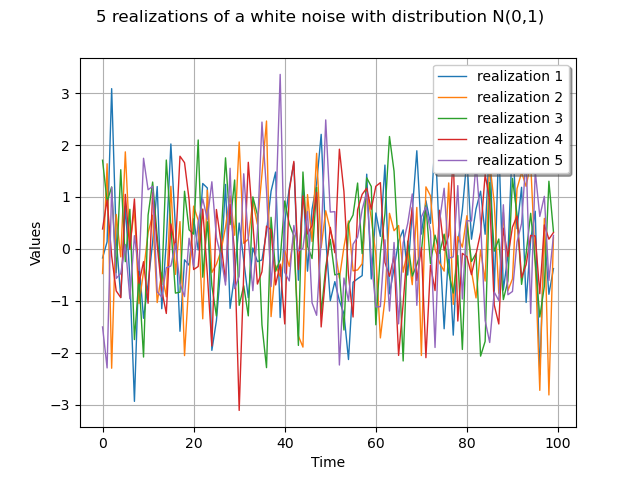 5 realizations of a white noise with distribution N(0,1)
realization 1
realization 2
realization 3
realization 4
realization 5
3
2
1
0
−1
−2
−3
Values
0
20
40
60
80
100
Time